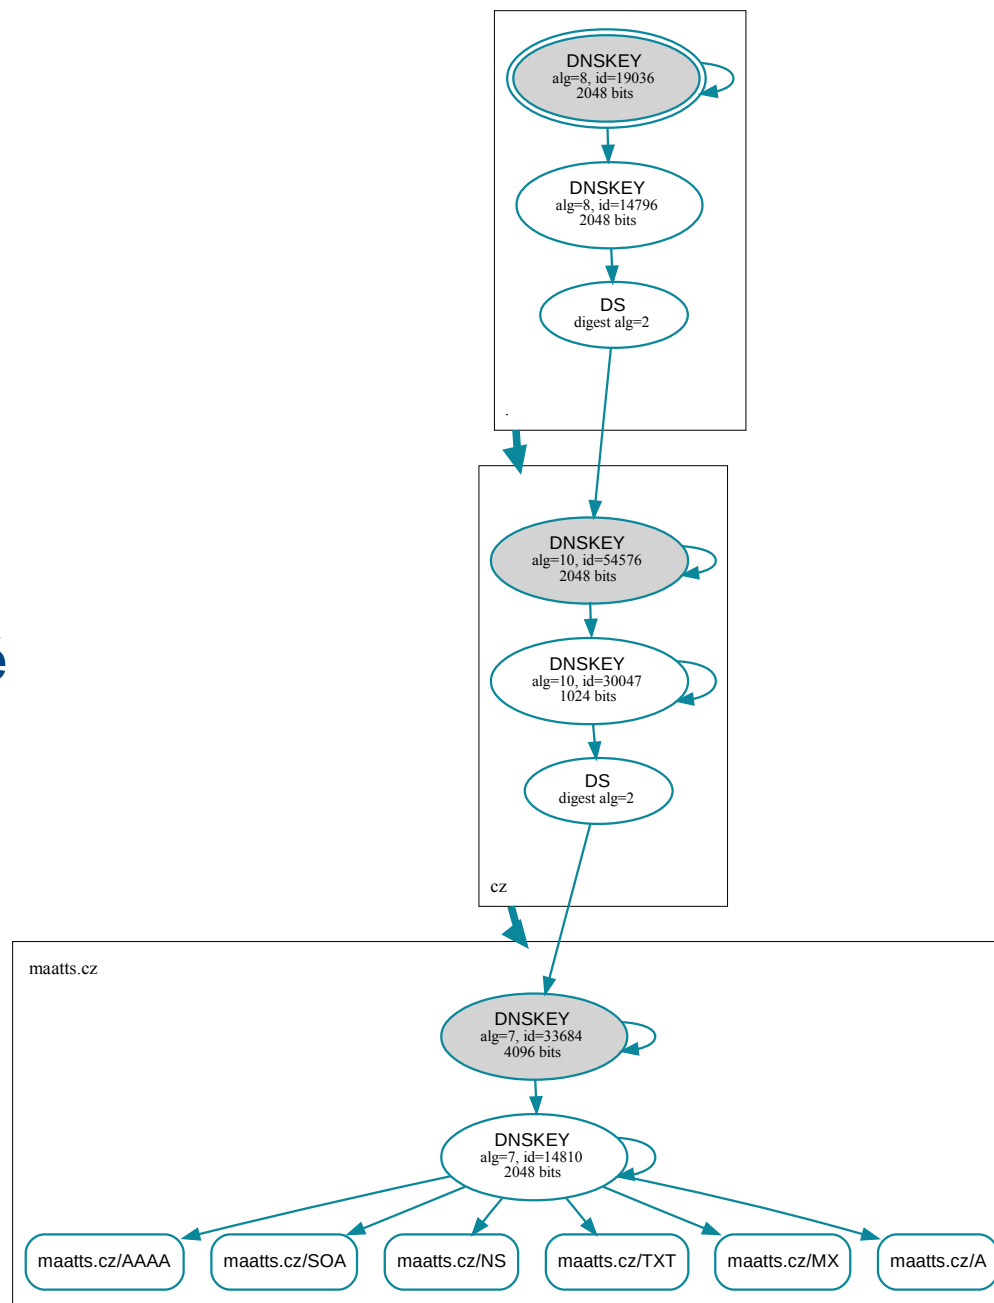 DNSKEY
alg=8, id=19036
2048 bits
DNSKEY
alg=8, id=14796
2048 bits
DS
digest alg=2
.
DNSKEY
alg=10, id=54576
2048 bits
DNSKEY
alg=10, id=30047
1024 bits
DS
digest alg=2
cz
maatts.cz
DNSKEY
alg=7, id=33684
4096 bits
DNSKEY
alg=7, id=14810
2048 bits
maatts.cz/AAAA
maatts.cz/SOA
maatts.cz/NS
maatts.cz/TXT
maatts.cz/MX
maatts.cz/A